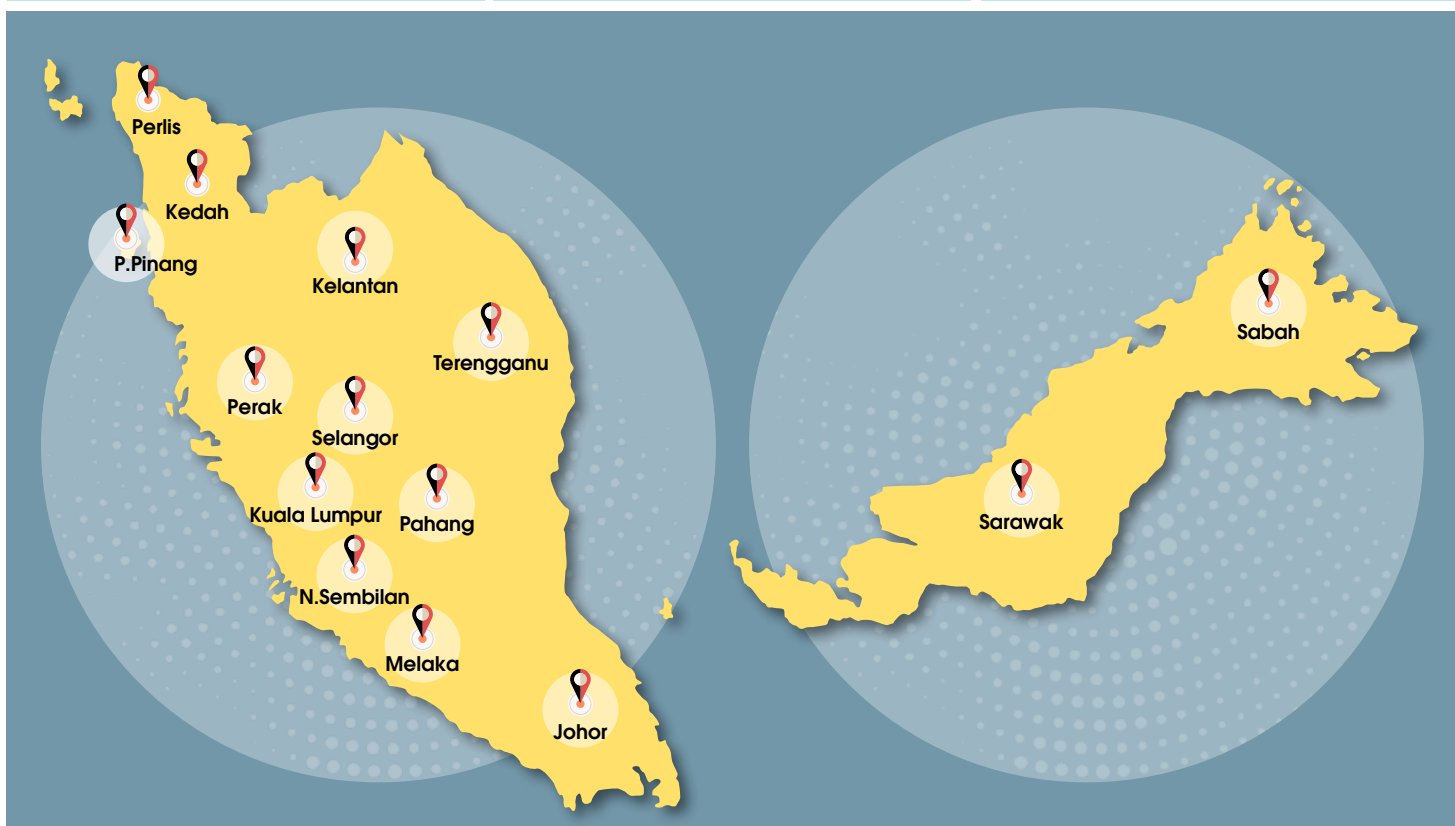 Perlis
Kedah
P.Pinang
Kelantan
Terengganu
Perak
Selangor
Kuala Lumpur
Pahang
N.Sembilan
Melaka
Johor
Sabah
Sarawak